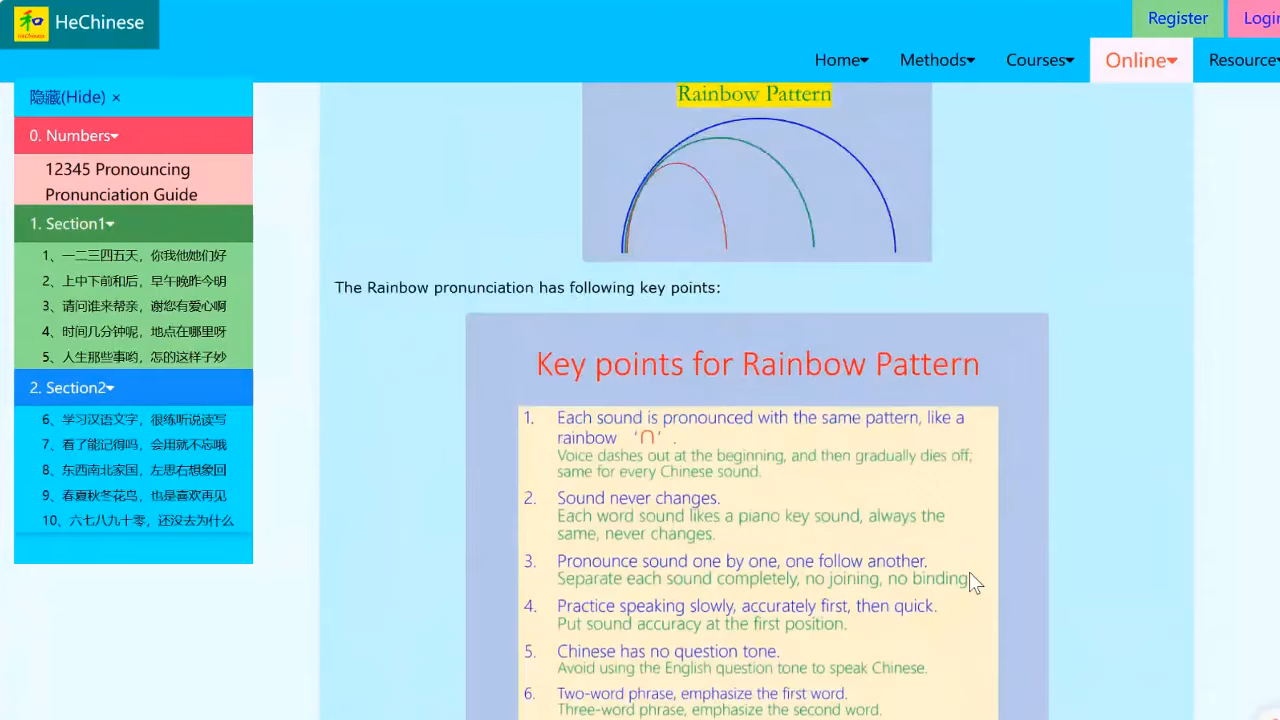 和
HeChinese
HeChinese
Register
Login
Home▾
Methods▾
Courses▾
Online▾
Resource
隐藏(Hide) ×
0. Numbers▾
12345 Pronouncing
Pronunciation Guide
1. Section1▾
1、一二三四五天，你我他她们好
2、上中下前和后，早午晚昨今明
3、请问谁来帮亲，谢您有爱心啊
4、时间几分钟呢，地点在哪里呀
5、人生那些事哟，怎的这样子妙
2. Section2▾
6、学习汉语文字，很练听说读写
7、看了能记得吗，会用就不忘哦
8、东西南北家国，左思右想象回
9、春夏秋冬花鸟，也是喜欢再见
10、六七八九十零，还没去为什么
Rainbow Pattern
The Rainbow pronunciation has following key points:
Key points for Rainbow Pattern
1. Each sound is pronounced with the same pattern, like a
rainbow ‘∩’ .
Voice dashes out at the beginning, and then gradually dies off;
same for every Chinese sound.
2. Sound never changes.
Each word sound likes a piano key sound, always the
same, never changes.
3. Pronounce sound one by one, one follow another.
Separate each sound completely, no joining, no binding
4. Practice speaking slowly, accurately first, then quick.
Put sound accuracy at the first position.
5. Chinese has no question tone.
Avoid using the English question tone to speak Chinese.
6. Two-word phrase, emphasize the first word.
Three-word phrase, emphasize the second word.